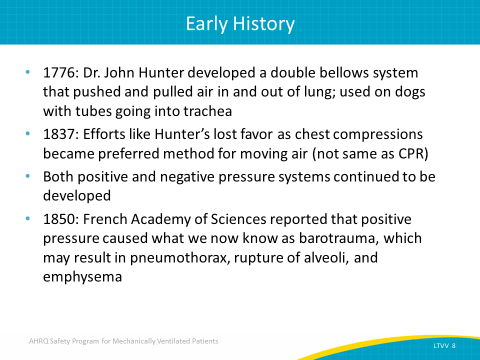 Early History
• 1776: Dr. John Hunter developed a double bellows system
that pushed and pulled air in and out of lung; used on dogs
with tubes going into trachea
• 1837: Efforts like Hunter's lost favor as chest compressions
became preferred method for moving air (not same as CPR)
• Both positive and negative pressure systems continued to be
developed
• 1850: French Academy of Sciences reported that positive
pressure caused what we now know as barotrauma, which
may result in pneumothorax, rupture of alveoli, and
emphysema
AHRQ Safety Program for Mechanically Ventilated Patients
LTVV 8